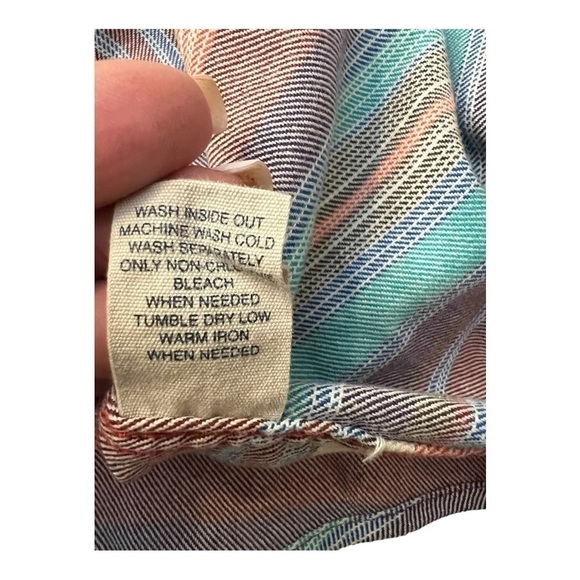 WASH INSIDE OUT
MACHINE WASH COLD
WASH SEPARATELY
ONLY NON-CHLORINE
BLEACH
WHEN NEEDED
TUMBLE DRY LOW
WARM IRON
WHEN NEEDED